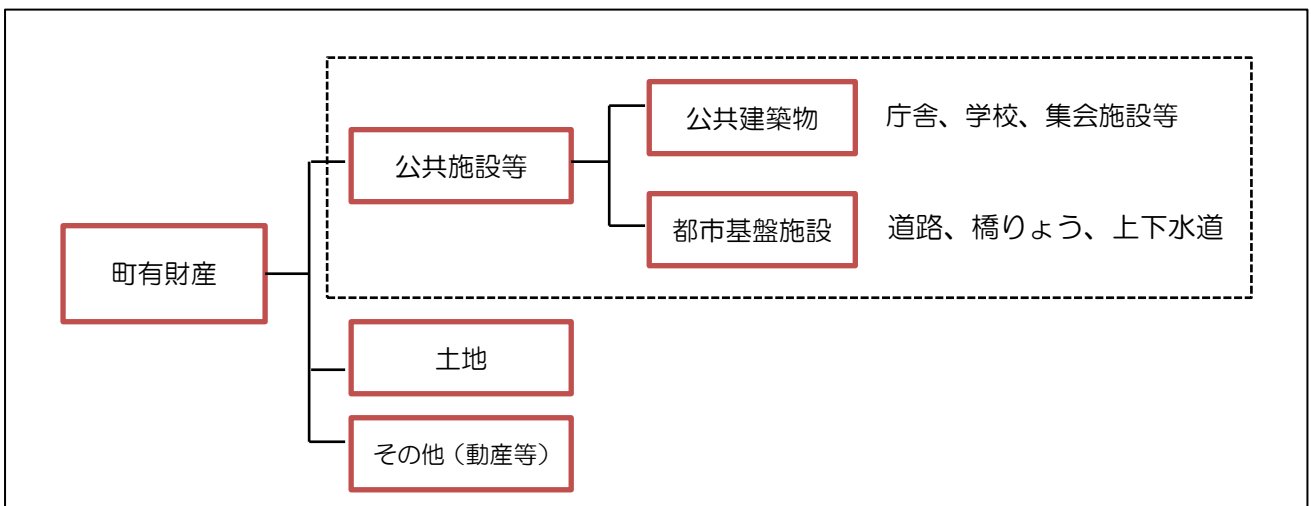 公共建築物
庁舎、学校、集会施設等
公共施設等
都市基盤施設
道路、橋りょう、上下水道
町有財産
土地
その他（動産等）